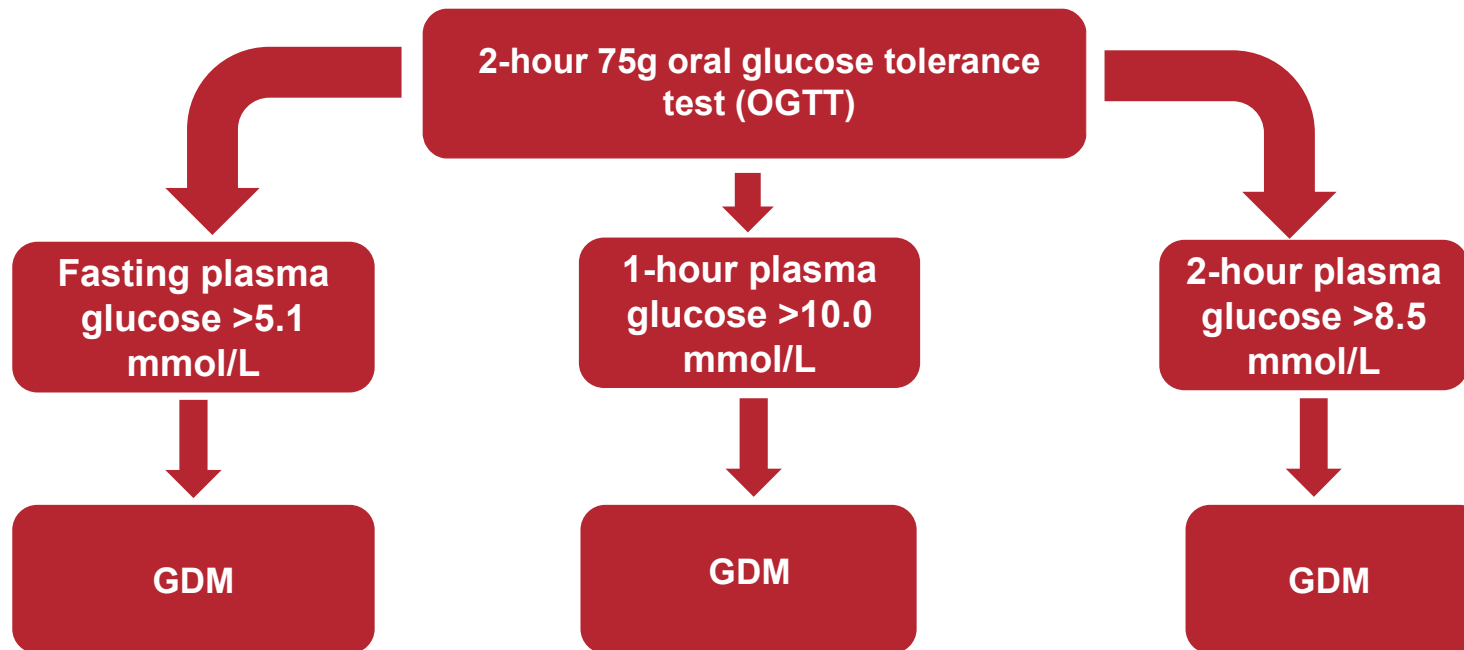 2-hour 75g oral glucose tolerance
test (OGTT)
Fasting plasma
glucose >5.1
mmol/L
1-hour plasma
glucose >10.0
mmol/L
2-hour plasma
glucose >8.5
mmol/L
GDM
GDM
GDM